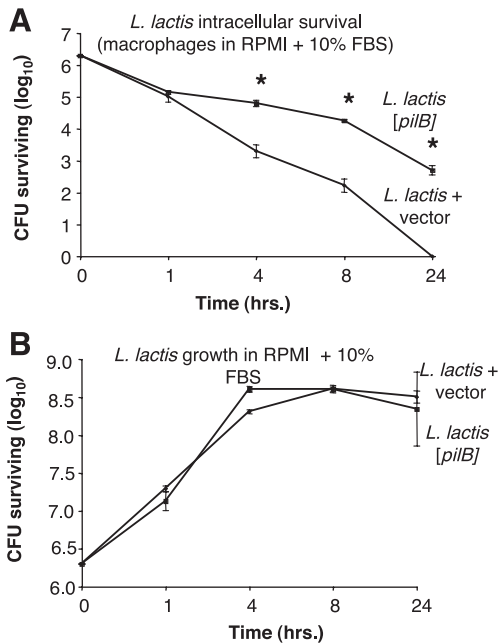 A
L. lactis intracellular survival
(macrophages in RPMI + 10% FBS)
CFU surviving (log10)
7
6
5
4
3
2
1
0
*
*
*
L. lactis
[pilB]
L. lactis +
vector
0 1 4 8 24
Time (hrs.)
B
L. lactis growth in RPMI + 10%
FBS
CFU surviving (log10)
9.0
8.5
8.0
7.5
7.0
6.5
6.0
L. lactis +
vector
L. lactis
[pilB]
0 1 4 8 24
Time (hrs.)